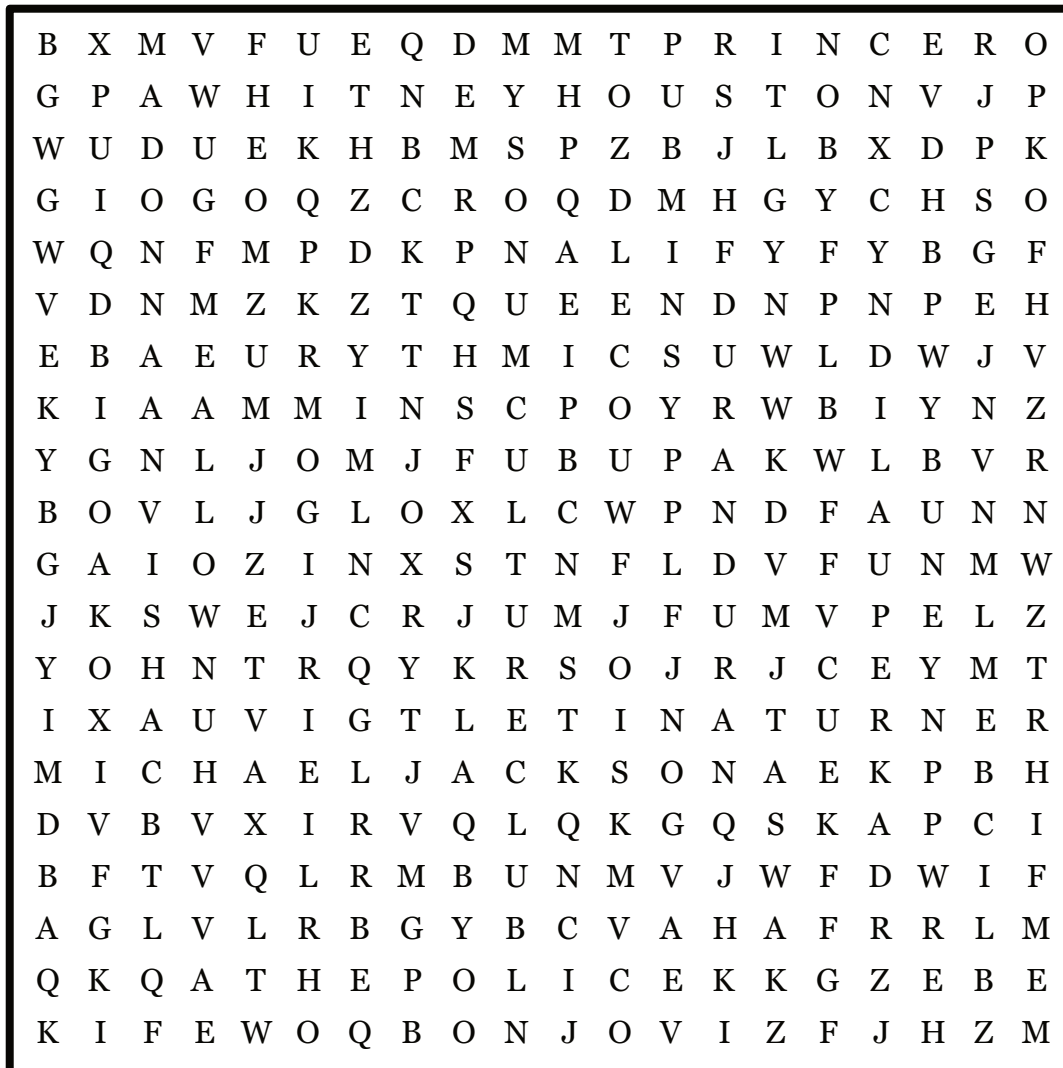 B X M V F U E Q D M M T P R I N C E R O
G P A W H I T N E Y H O U S T O N V J P
W U D U E K H B M S P Z B J L B X D P K
G I O G O Q Z C R O Q D M H G Y C H S O
W Q N F M P D K P N A L I F Y F Y B G F
V D N M Z K Z T Q U E E N D N P N P E H
E B A E U R Y T H M I C S U W L D W J V
K I A A M M I N S C P O Y R W B I Y N Z
Y G N L J O M J F U B U P A K W L B V R
B O V L J G L O X L C W P N D F A U N N
G A I O Z I N X S T N F L D V F U N M W
J K S W E J C R J U M J F U M V P E L Z
Y O H N T R Q Y K R S O J R J C E Y M T
I X A U V I G T L E T I N A T U R N E R
M I C H A E L J A C K S O N A E K P B H
D V B V X I R V Q L Q K G Q S K A P C I
B F T V Q L R M B U N M V J W F D W I F
A G L V L R B G Y B C V A H A F R R L M
Q K Q A T H E P O L I C E K K G Z E B E
K I F E W O Q B O N J O V I Z F J H Z M